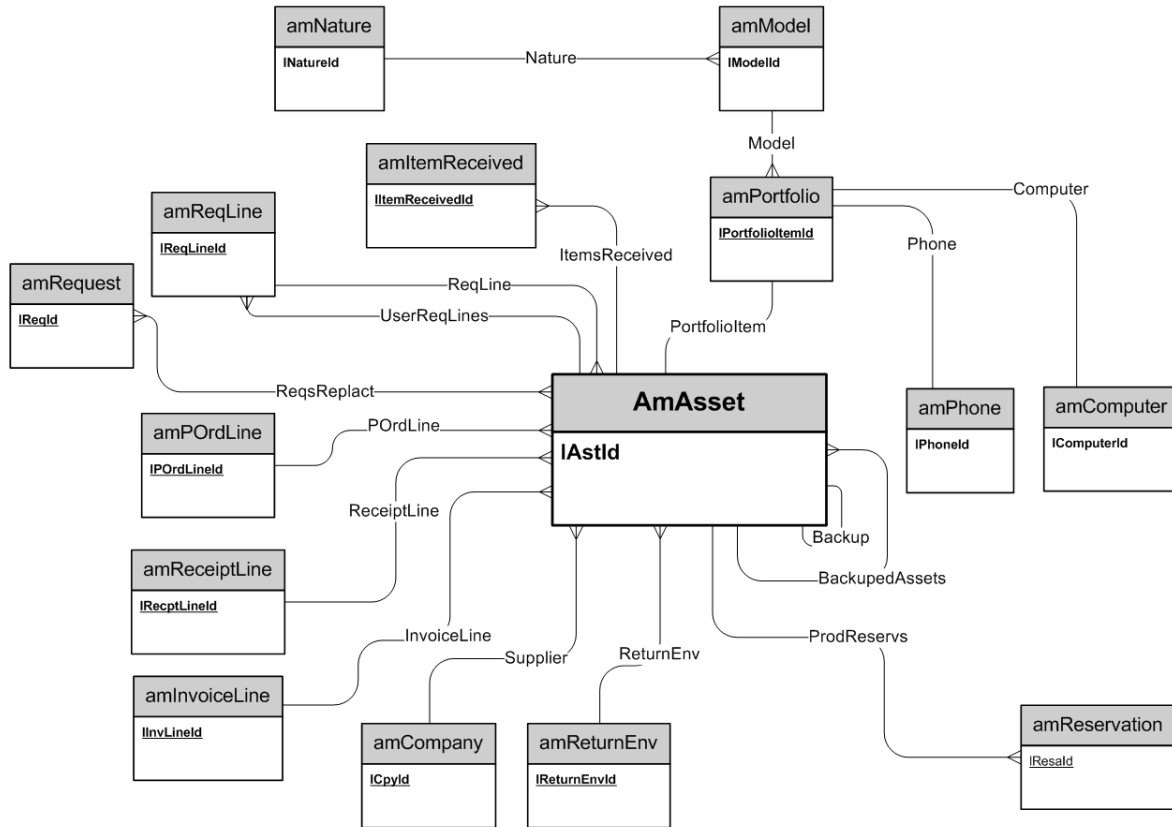 amNature
lNatureId
Nature
amModel
lModelId
Model
amItemReceived
lItemReceivedId
amPortfolio
lPortfolioItemId
Computer
Phone
amReqLine
lReqLineId
ItemsReceived
ReqLine
amRequest
lReqId
UserReqLines
PortfolioItem
ReqsReplact
AmAsset
lAstId
amPhone
lPhoneId
amComputer
lComputerId
amPOrdLine
lPOrdLineId
POrdLine
ReceiptLine
Backup
BackupedAssets
amReceiptLine
lRecptLineId
InvoiceLine
Supplier
ReturnEnv
ProdReservs
amInvoiceLine
lInvLineId
amCompany
lCpyId
amReturnEnv
lReturnEnvId
amReservation
lResaId